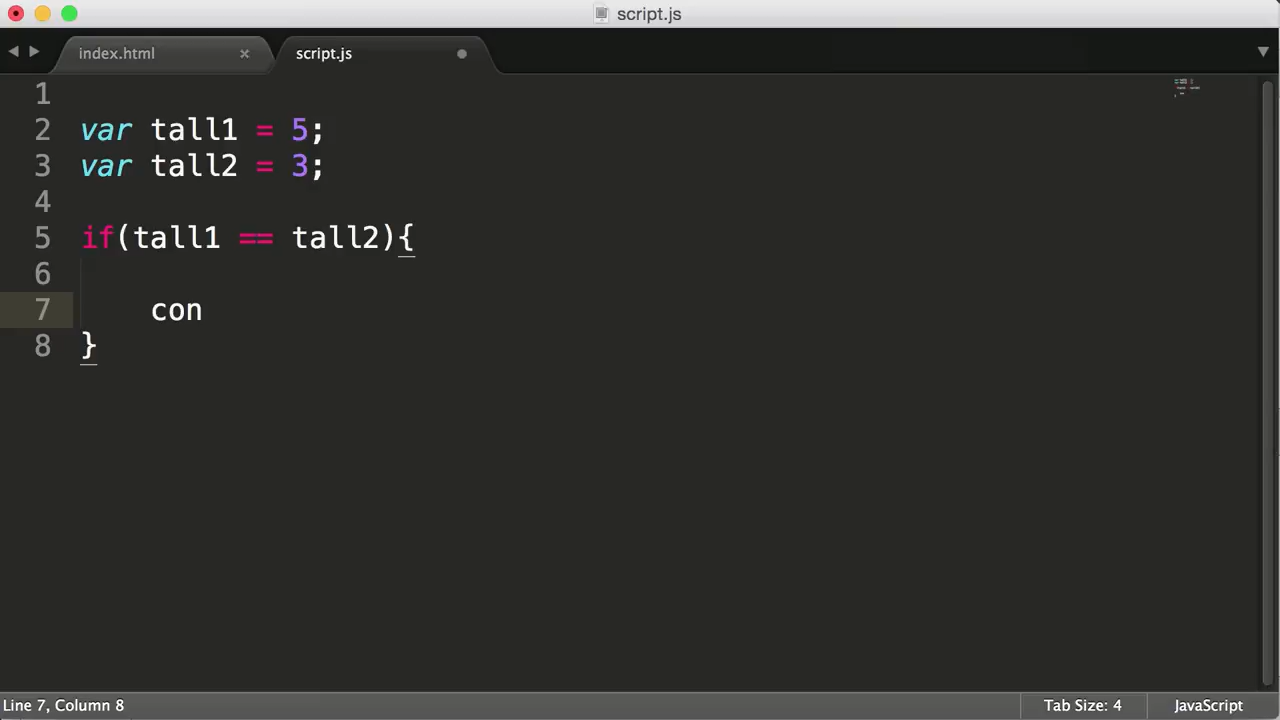 script.js
index.html × script.js
1
2 var tall1 = 5;
3 var tall2 = 3;
4
5 if(tall1 == tall2){
6
7     con
8 }
Line 7, Column 8 Tab Size: 4 JavaScript